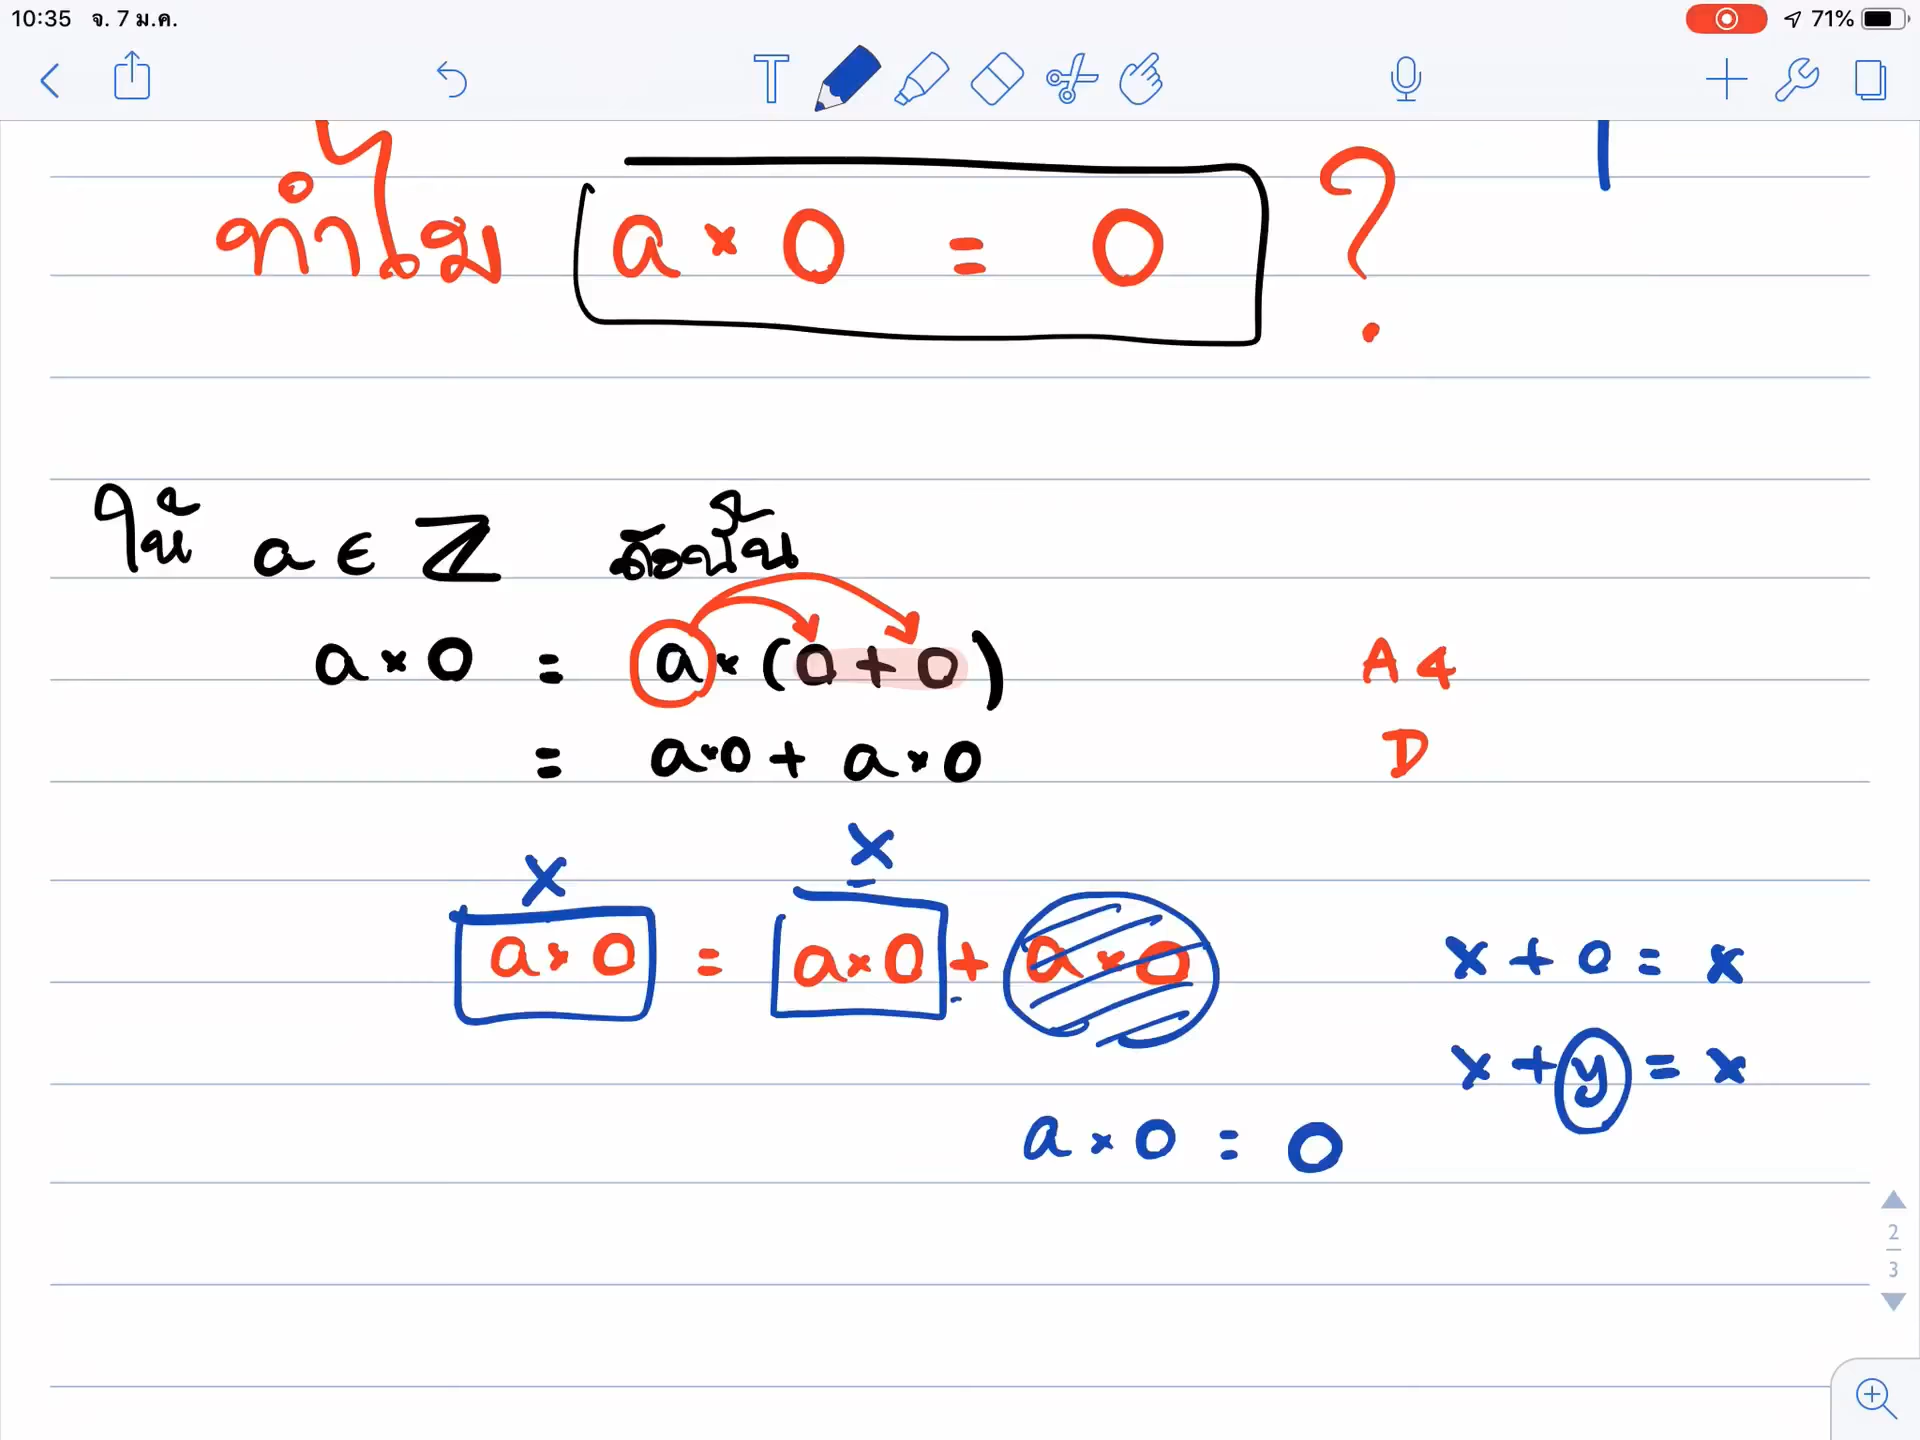 10:35 จ. 7 ม.ค. 71%
T
ทำไม a × 0 = 0 ?
ให้ a ∈ ℤ ดังนั้น
a × 0 = a × (0 + 0) A4
= a × 0 + a × 0 D
x x
a × 0 = a × 0 + a × 0 x + 0 = x
x + y = x
a × 0 = 0
2
3